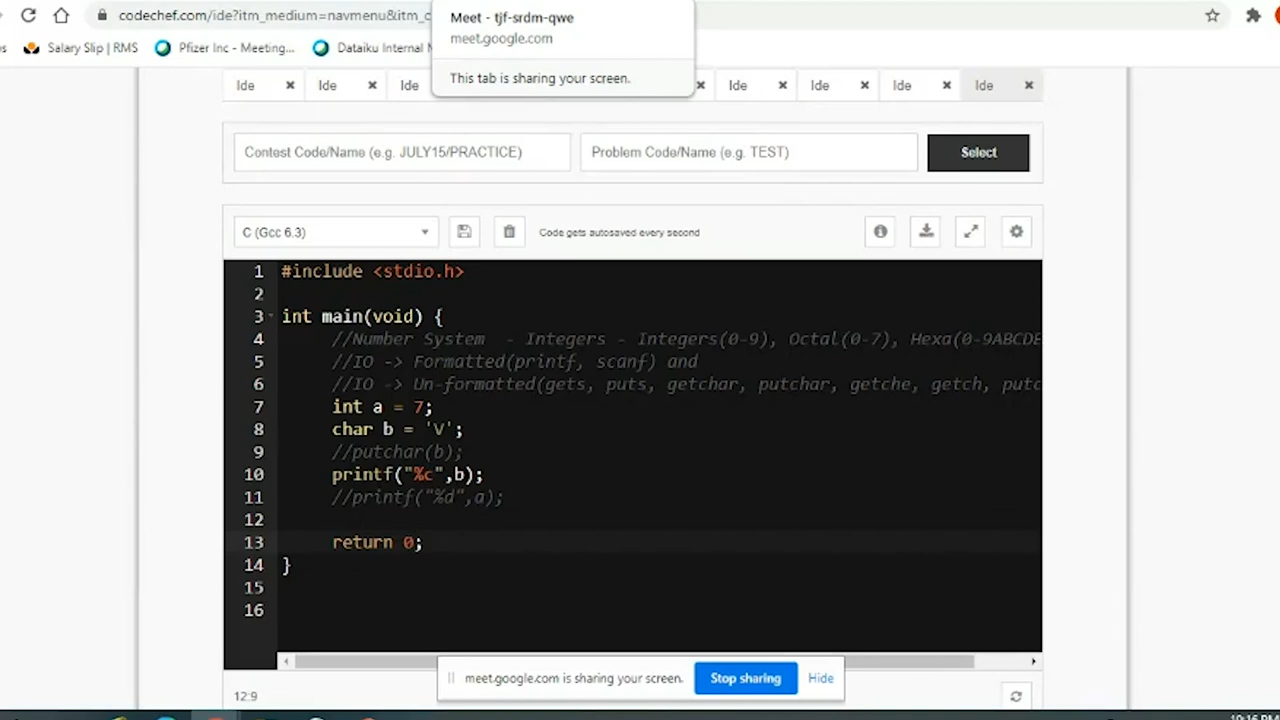 codechef.com/ide?itm_medium=navmenu&itm_c
Meet - tjf-srdm-qwe
meet.google.com
This tab is sharing your screen.
Salary Slip | RMS
Pfizer Inc - Meeting...
Dataiku Internal M
Ide
Ide
Ide
Ide
Ide
Ide
Ide
Contest Code/Name (e.g. JULY15/PRACTICE)
Problem Code/Name (e.g. TEST)
Select
C (Gcc 6.3)
Code gets autosaved every second
1 #include <stdio.h>
2
3 int main(void) {
4 //Number System - Integers - Integers(0-9), Octal(0-7), Hexa(0-9ABCDE
5 //IO -> Formatted(printf, scanf) and
6 //IO -> Un-formatted(gets, puts, getchar, putchar, getche, getch, putc
7 int a = 7;
8 char b = 'V';
9 //putchar(b);
10 printf("%c",b);
11 //printf("%d",a);
12
13 return 0;
14 }
15
16
meet.google.com is sharing your screen.
Stop sharing
Hide
12:9